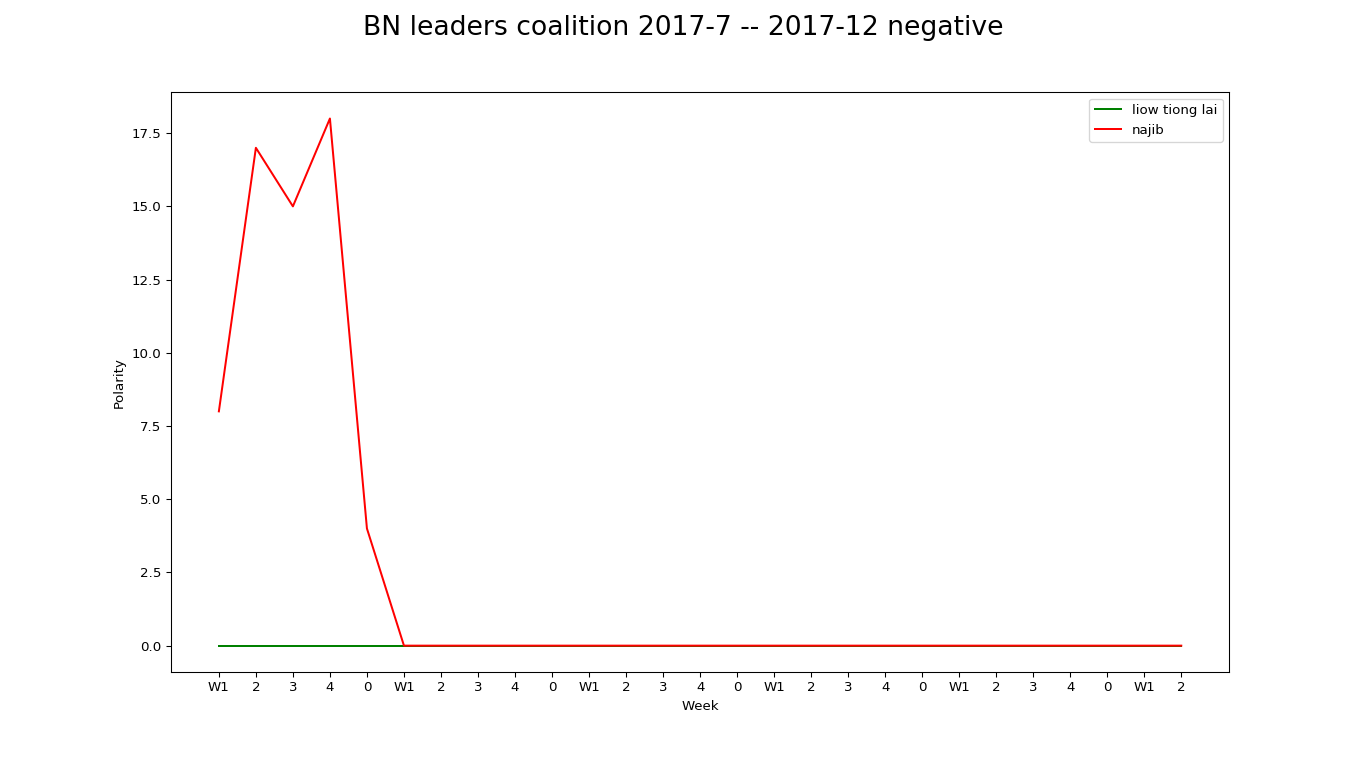 BN leaders coalition 2017-7 -- 2017-12 negative
liow tiong lai
najib
17.5
15.0
12.5
10.0
7.5
5.0
2.5
0.0
Polarity
W1 2 3 4 0 W1 2 3 4 0 W1 2 3 4 0 W1 2 3 4 0 W1 2 3 4 0 W1 2
Week